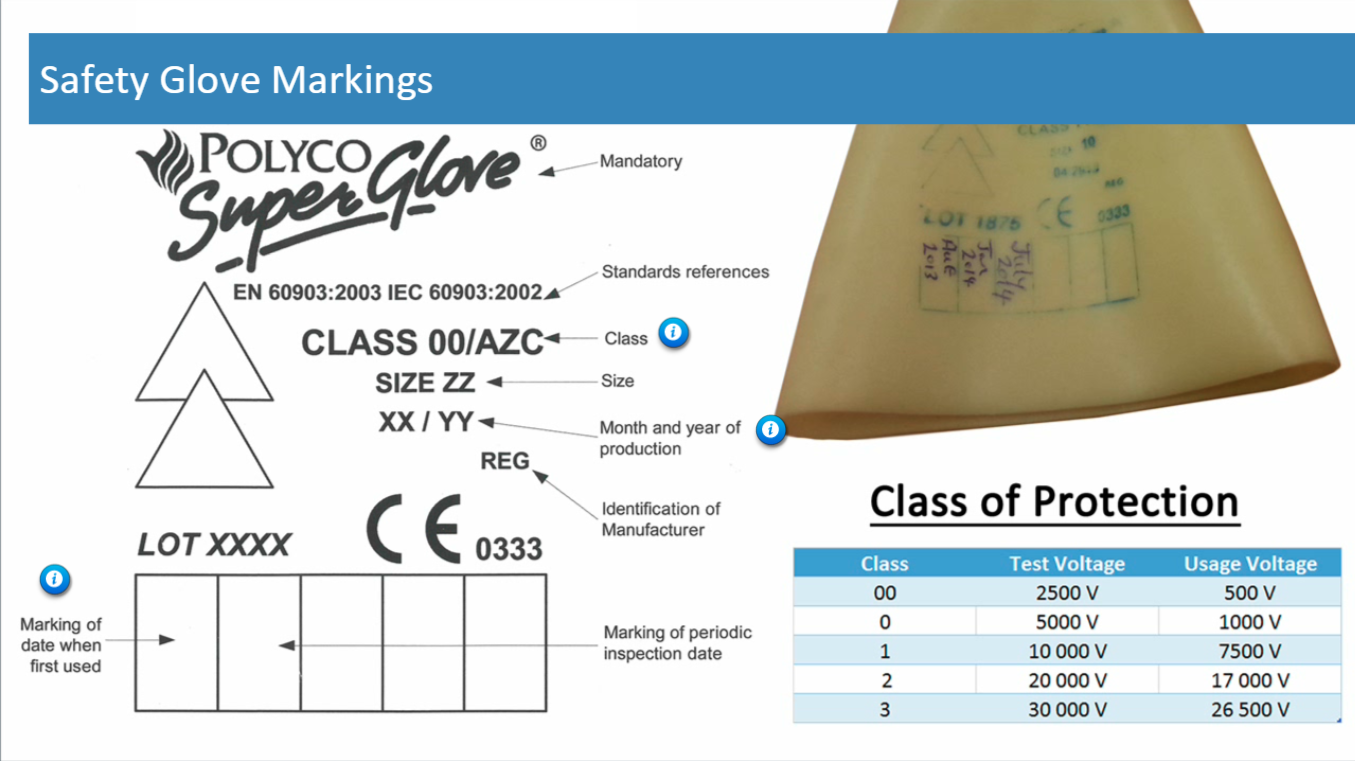 Safety Glove Markings
POLYCO
Super Glove ®
Mandatory
Standards references
EN 60903:2003 IEC 60903:2002
CLASS 00/AZC
Class
i
SIZE ZZ
Size
XX / YY
Month and year of
production
i
REG
Identification of
Manufacturer
LOT XXXX
CE 0333
i
Marking of
date when
first used
Marking of periodic
inspection date
CLASS
10
LOT 1875
CE 0333
AUG
2013
Jan
2014
July
2014
Class of Protection
Class Test Voltage Usage Voltage
00 2500 V 500 V
0 5000 V 1000 V
1 10 000 V 7500 V
2 20 000 V 17 000 V
3 30 000 V 26 500 V